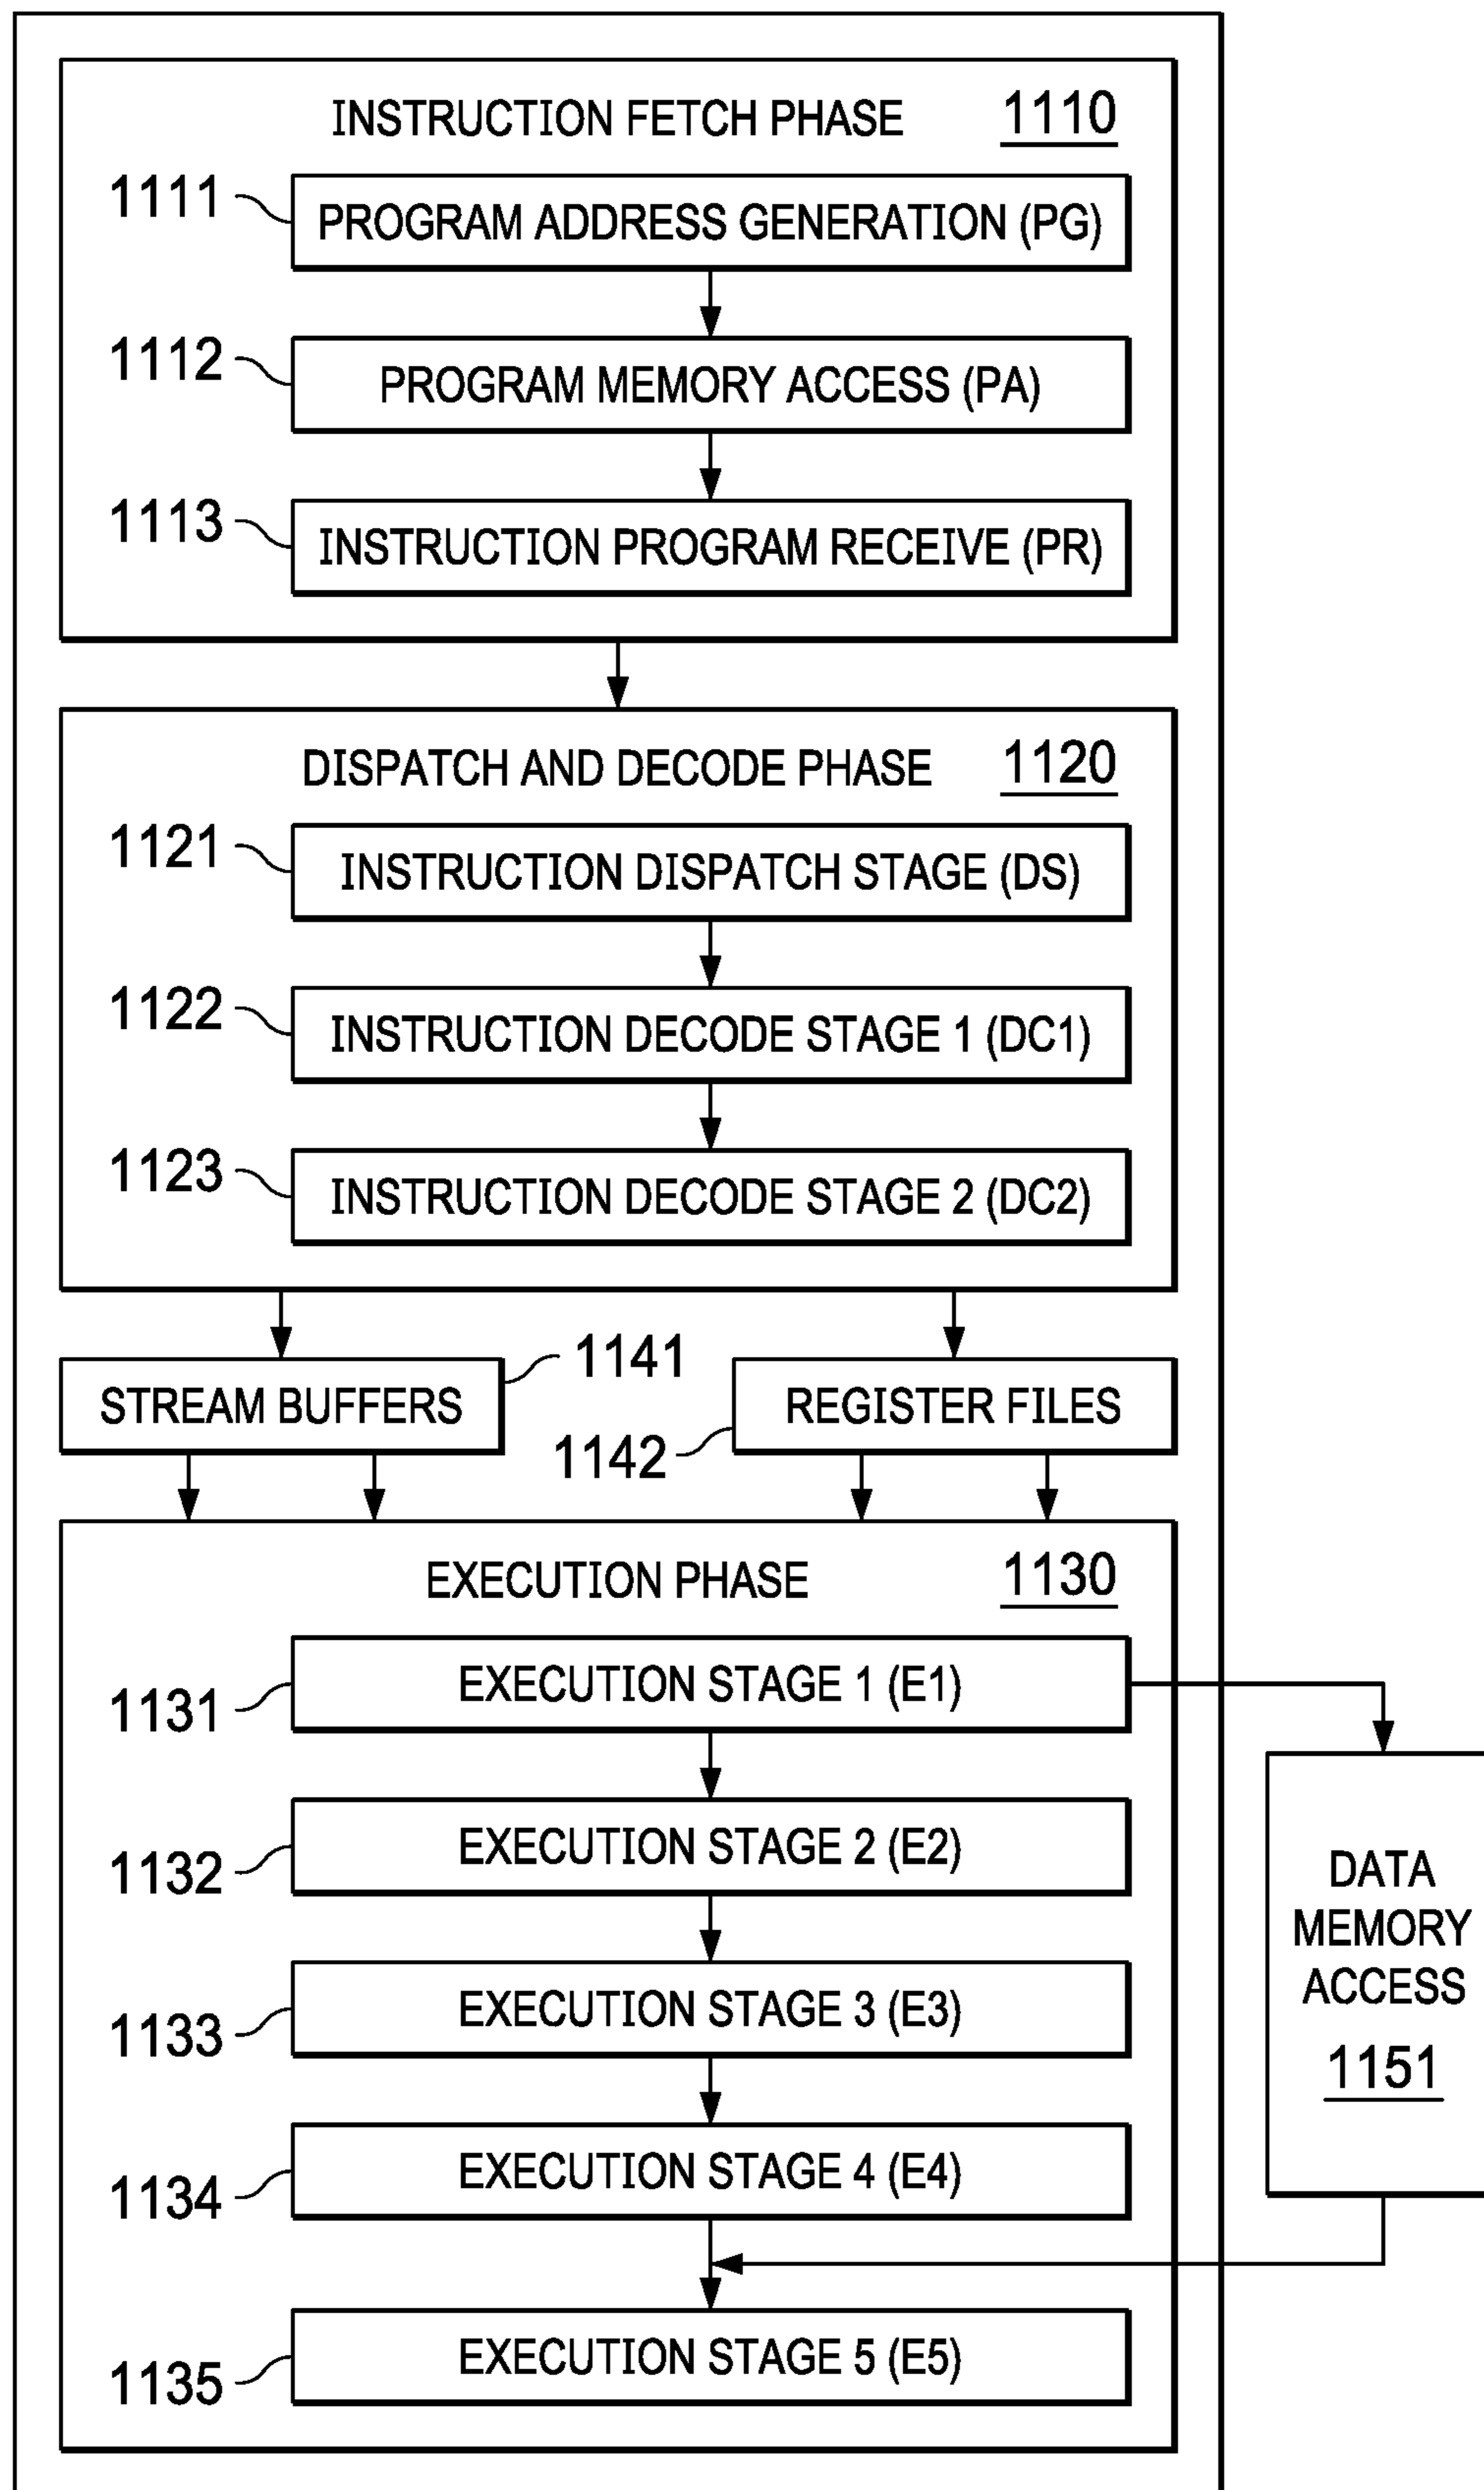 INSTRUCTION FETCH PHASE 1110
1111 PROGRAM ADDRESS GENERATION (PG)
1112 PROGRAM MEMORY ACCESS (PA)
1113 INSTRUCTION PROGRAM RECEIVE (PR)
DISPATCH AND DECODE PHASE 1120
1121 INSTRUCTION DISPATCH STAGE (DS)
1122 INSTRUCTION DECODE STAGE 1 (DC1)
1123 INSTRUCTION DECODE STAGE 2 (DC2)
STREAM BUFFERS 1141
1142 REGISTER FILES
EXECUTION PHASE 1130
1131 EXECUTION STAGE 1 (E1)
1132 EXECUTION STAGE 2 (E2)
1133 EXECUTION STAGE 3 (E3)
1134 EXECUTION STAGE 4 (E4)
1135 EXECUTION STAGE 5 (E5)
DATA
MEMORY
ACCESS
1151